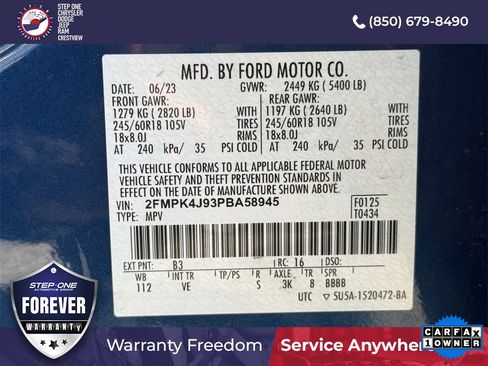 STEP ONE
CHRYSLER
DODGE
JEEP
RAM
CRESTVIEW
(850) 679-8490
MFD. BY FORD MOTOR CO.
DATE: 06/23 GVWR: 2449 KG ( 5400 LB)
FRONT GAWR: REAR GAWR:
1279 KG ( 2820 LB) WITH 1197 KG ( 2640 LB) WITH
245/60R18 105V TIRES 245/60R18 105V TIRES
18x8.0J RIMS 18x8.0J RIMS
AT 240 kPa/ 35 PSI COLD AT 240 kPa/ 35 PSI COLD
THIS VEHICLE CONFORMS TO ALL APPLICABLE FEDERAL MOTOR
VEHICLE SAFETY AND THEFT PREVENTION STANDARDS
IN EFFECT ON THE DATE OF MANUFACTURE SHOWN
ABOVE.
VIN: 2FMPK4J93PBA58945 F0125
TYPE: MPV T0434
EXT PNT: B3 RC: 16 DSO:
WB INT TR TP/PS R AXLE TR SPR
112 VE S .3K 8 BBBB
UTC ▽5U5A-1520472-BA
STEP ONE
AUTOMOTIVE GROUP
FOREVER
WARRANTY
Warranty Freedom Service Anywhere
CARFAX
1 OWNER